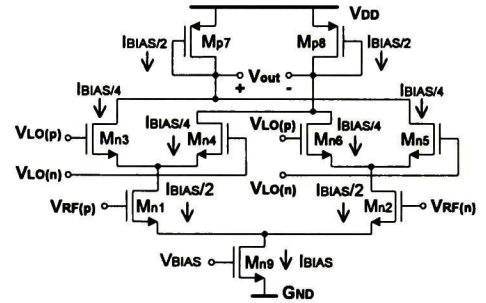 VDD
IBIAS/2 Mp7 Mp8 IBIAS/2
Vout
+ -
IBIAS/4 IBIAS/4 IBIAS/4 IBIAS/4
VLO(p) Mn3 Mn4 VLO(p) Mn6 Mn5
VLO(n) VLO(n)
IBIAS/2 IBIAS/2
VRF(p) Mn1 Mn2 VRF(n)
VBIAS Mn9 IBIAS
GND